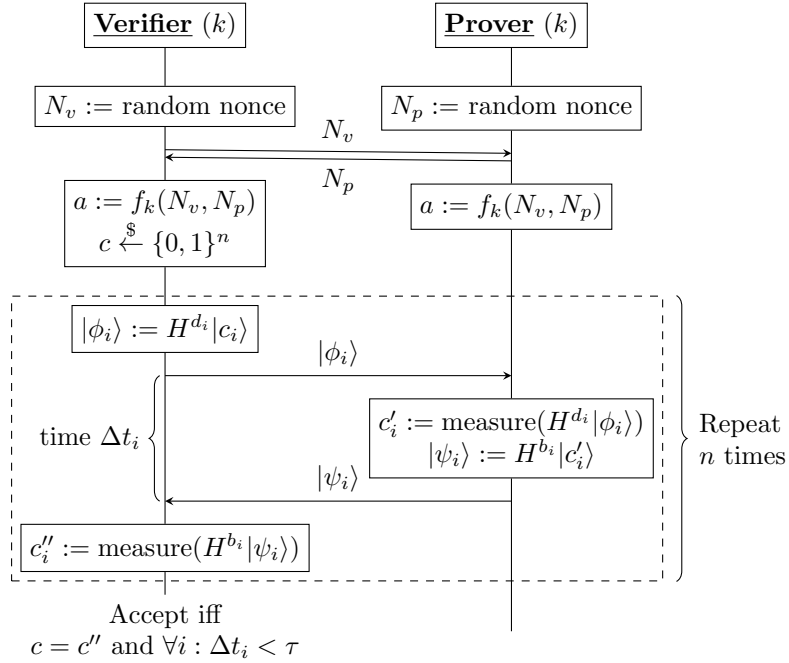 Verifier (k)
Prover (k)
N_v := random nonce
N_p := random nonce
N_v
N_p
a := f_k(N_v, N_p)
c $← {0, 1}^n
a := f_k(N_v, N_p)
|ϕ_i⟩ := H^{d_i}|c_i⟩
|ϕ_i⟩
time Δt_i
c′_i := measure(H^{d_i}|ϕ_i⟩)
|ψ_i⟩ := H^{b_i}|c′_i⟩
Repeat
n times
|ψ_i⟩
c″_i := measure(H^{b_i}|ψ_i⟩)
Accept iff
c = c″ and ∀i : Δt_i < τ